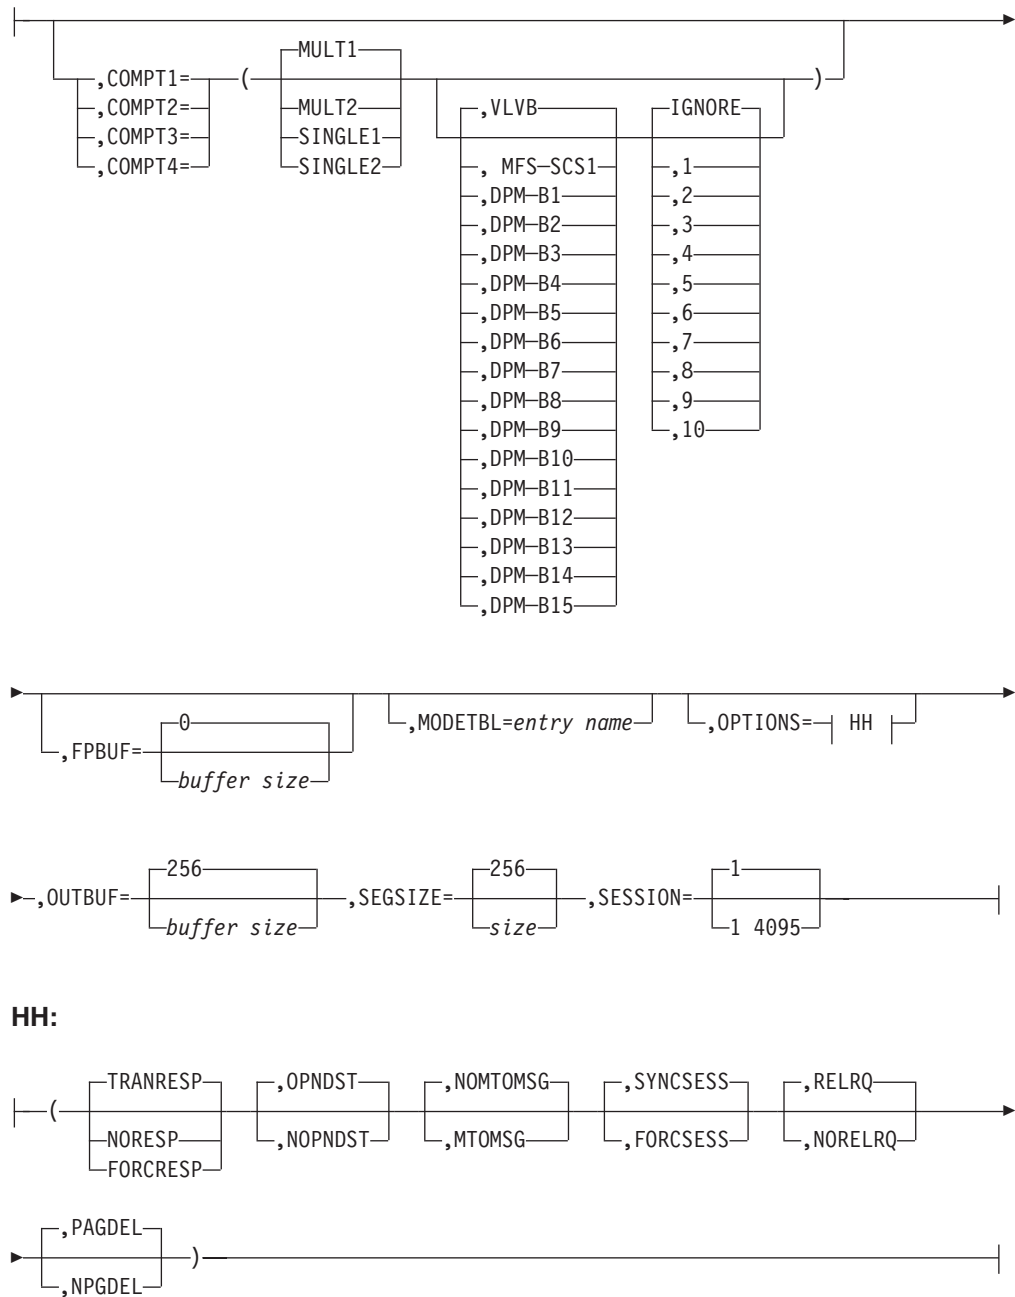 MULT1
,COMPT1= ( )
,COMPT2= MULT2 ,VLVB IGNORE
,COMPT3= SINGLE1
,COMPT4= SINGLE2 , MFS-SCS1 ,1
,DPM-B1 ,2
,DPM-B2 ,3
,DPM-B3 ,4
,DPM-B4 ,5
,DPM-B5 ,6
,DPM-B6 ,7
,DPM-B7 ,8
,DPM-B8 ,9
,DPM-B9 ,10
,DPM-B10
,DPM-B11
,DPM-B12
,DPM-B13
,DPM-B14
,DPM-B15
0 ,MODETBL=entry name ,OPTIONS= HH
,FPBUF=
buffer size
256 256 1
,OUTBUF= ,SEGSIZE= ,SESSION=
buffer size size 1 4095
HH:
TRANRESP ,OPNDST ,NOMTOMSG ,SYNCSESS ,RELRQ
(
NORESP ,NOPNDST ,MTOMSG ,FORCSESS ,NORELRQ
FORCRESP
,PAGDEL
)
,NPGDEL